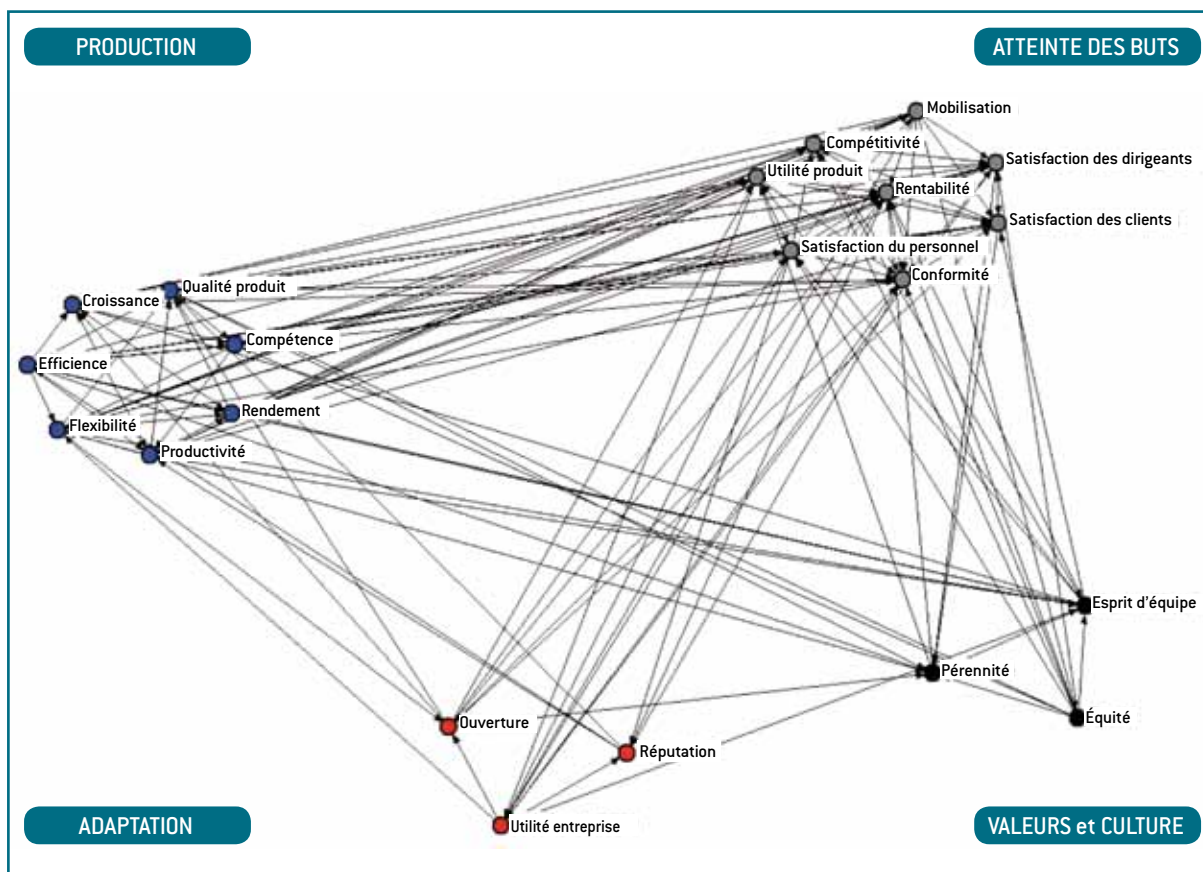 PRODUCTION
ATTEINTE DES BUTS
Mobilisation
Compétitivité
Satisfaction des dirigeants
Utilité produit
Rentabilité
Satisfaction des clients
Satisfaction du personnel
Conformité
Qualité produit
Croissance
Compétence
Efficience
Rendement
Flexibilité
Productivité
Esprit d'équipe
Pérennité
Équité
Ouverture
Réputation
Utilité entreprise
ADAPTATION
VALEURS et CULTURE